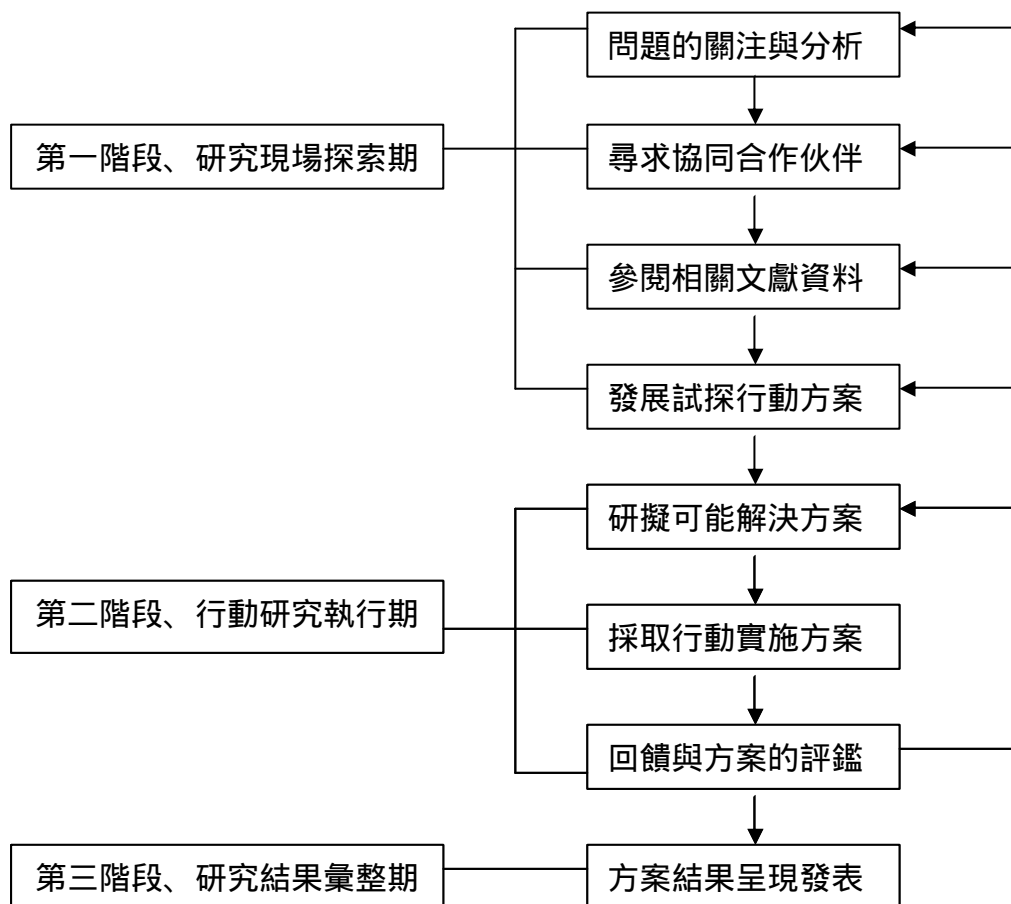 問題的關注與分析
第一階段、研究現場探索期
尋求協同合作伙伴
參閱相關文獻資料
發展試探行動方案
研擬可能解決方案
第二階段、行動研究執行期
採取行動實施方案
回饋與方案的評鑑
第三階段、研究結果彙整期
方案結果呈現發表